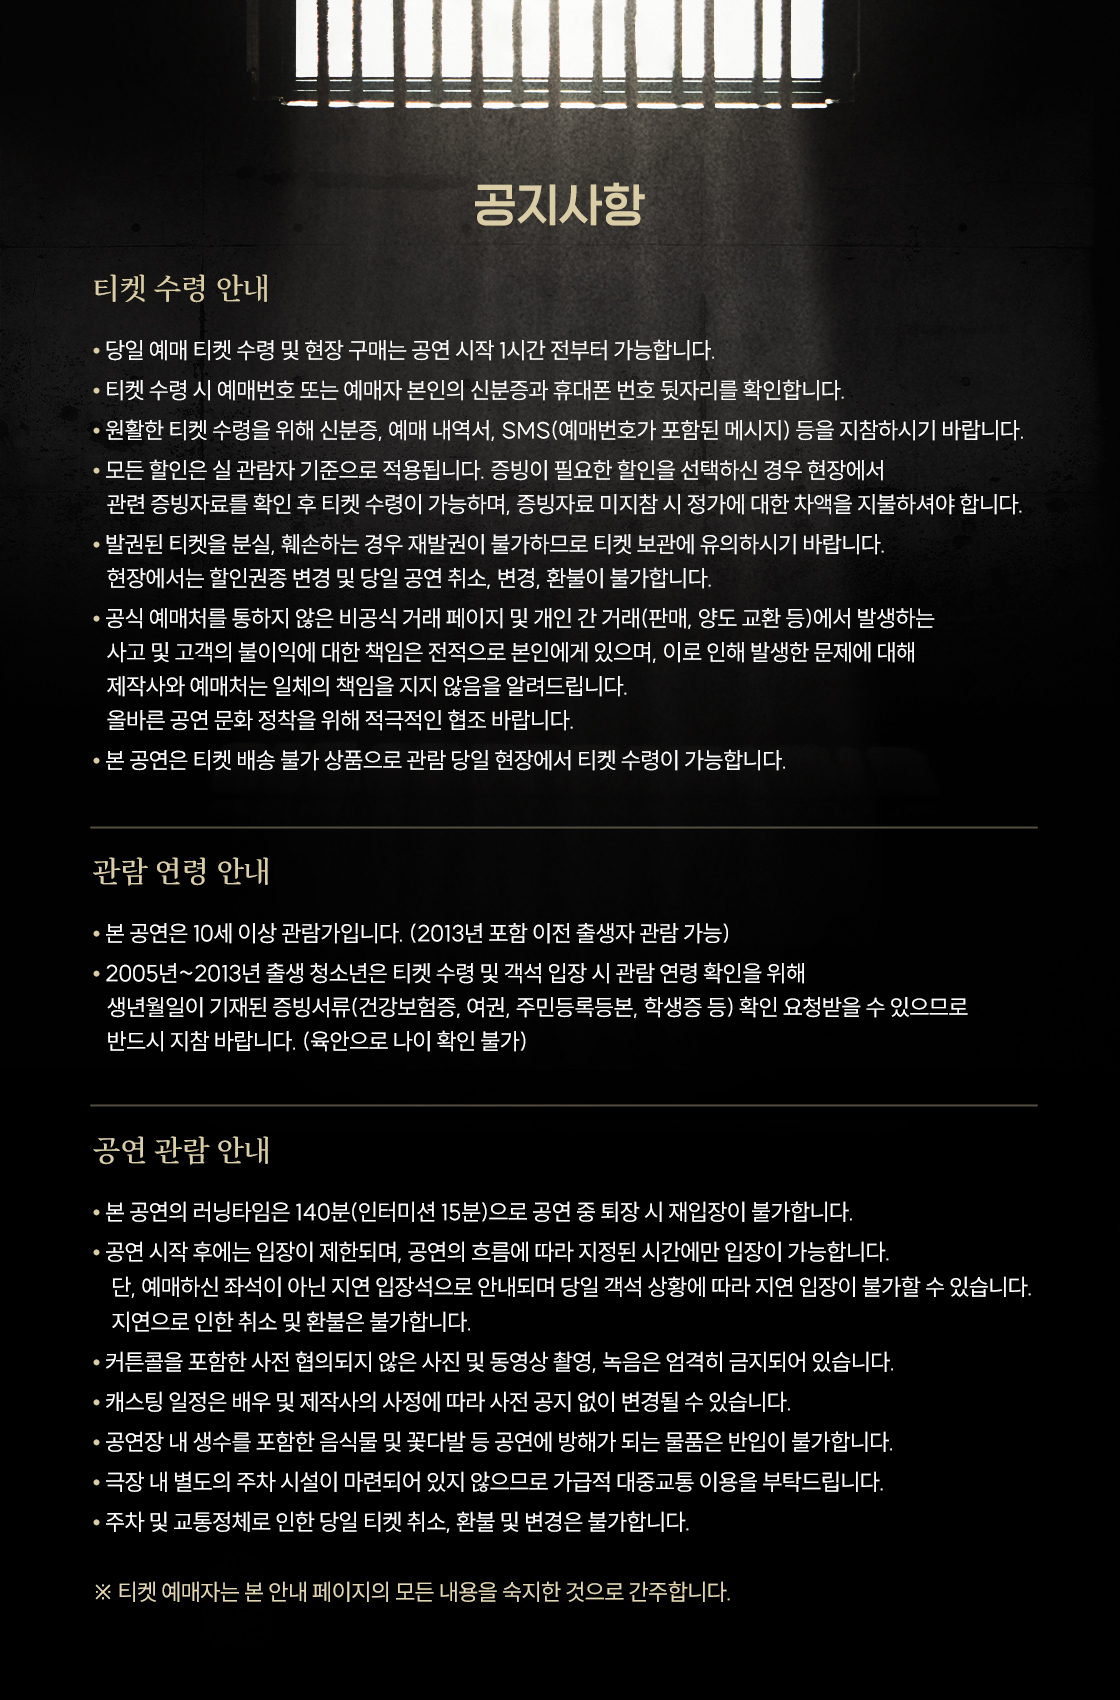 공지사항
티켓 수령 안내
• 당일 예매 티켓 수령 및 현장 구매는 공연 시작 1시간 전부터 가능합니다.
• 티켓 수령 시 예매번호 또는 예매자 본인의 신분증과 휴대폰 번호 뒷자리를 확인합니다.
• 원활한 티켓 수령을 위해 신분증, 예매 내역서, SMS(예매번호가 포함된 메시지) 등을 지참하시기 바랍니다.
• 모든 할인은 실 관람자 기준으로 적용됩니다. 증빙이 필요한 할인을 선택하신 경우 현장에서
관련 증빙자료를 확인 후 티켓 수령이 가능하며, 증빙자료 미지참 시 정가에 대한 차액을 지불하셔야 합니다.
• 발권된 티켓을 분실, 훼손하는 경우 재발권이 불가하므로 티켓 보관에 유의하시기 바랍니다.
현장에서는 할인권종 변경 및 당일 공연 취소, 변경, 환불이 불가합니다.
• 공식 예매처를 통하지 않은 비공식 거래 페이지 및 개인 간 거래(판매, 양도 교환 등)에서 발생하는
사고 및 고객의 불이익에 대한 책임은 전적으로 본인에게 있으며, 이로 인해 발생한 문제에 대해
제작사와 예매처는 일체의 책임을 지지 않음을 알려드립니다.
올바른 공연 문화 정착을 위해 적극적인 협조 바랍니다.
• 본 공연은 티켓 배송 불가 상품으로 관람 당일 현장에서 티켓 수령이 가능합니다.
관람 연령 안내
• 본 공연은 10세 이상 관람가입니다. (2013년 포함 이전 출생자 관람 가능)
• 2005년~2013년 출생 청소년은 티켓 수령 및 객석 입장 시 관람 연령 확인을 위해
생년월일이 기재된 증빙서류(건강보험증, 여권, 주민등록등본, 학생증 등) 확인 요청받을 수 있으므로
반드시 지참 바랍니다. (육안으로 나이 확인 불가)
공연 관람 안내
• 본 공연의 러닝타임은 140분(인터미션 15분)으로 공연 중 퇴장 시 재입장이 불가합니다.
• 공연 시작 후에는 입장이 제한되며, 공연의 흐름에 따라 지정된 시간에만 입장이 가능합니다.
단, 예매하신 좌석이 아닌 지연 입장석으로 안내되며 당일 객석 상황에 따라 지연 입장이 불가할 수 있습니다.
지연으로 인한 취소 및 환불은 불가합니다.
• 커튼콜을 포함한 사전 협의되지 않은 사진 및 동영상 촬영, 녹음은 엄격히 금지되어 있습니다.
• 캐스팅 일정은 배우 및 제작사의 사정에 따라 사전 공지 없이 변경될 수 있습니다.
• 공연장 내 생수를 포함한 음식물 및 꽃다발 등 공연에 방해가 되는 물품은 반입이 불가합니다.
• 극장 내 별도의 주차 시설이 마련되어 있지 않으므로 가급적 대중교통 이용을 부탁드립니다.
• 주차 및 교통정체로 인한 당일 티켓 취소, 환불 및 변경은 불가합니다.
※ 티켓 예매자는 본 안내 페이지의 모든 내용을 숙지한 것으로 간주합니다.